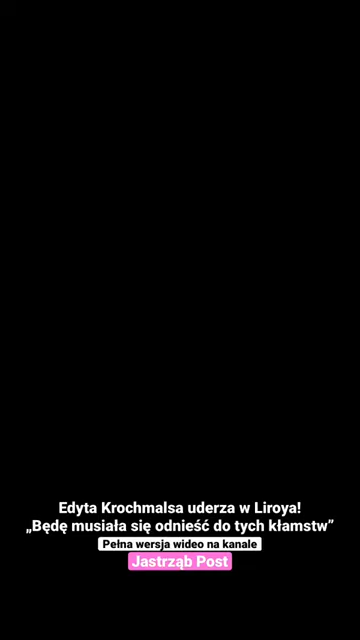 Edyta Krochmalsa uderza w Liroya!
„Będę musiała się odnieść do tych kłamstw”
Pełna wersja wideo na kanale
Jastrząb Post